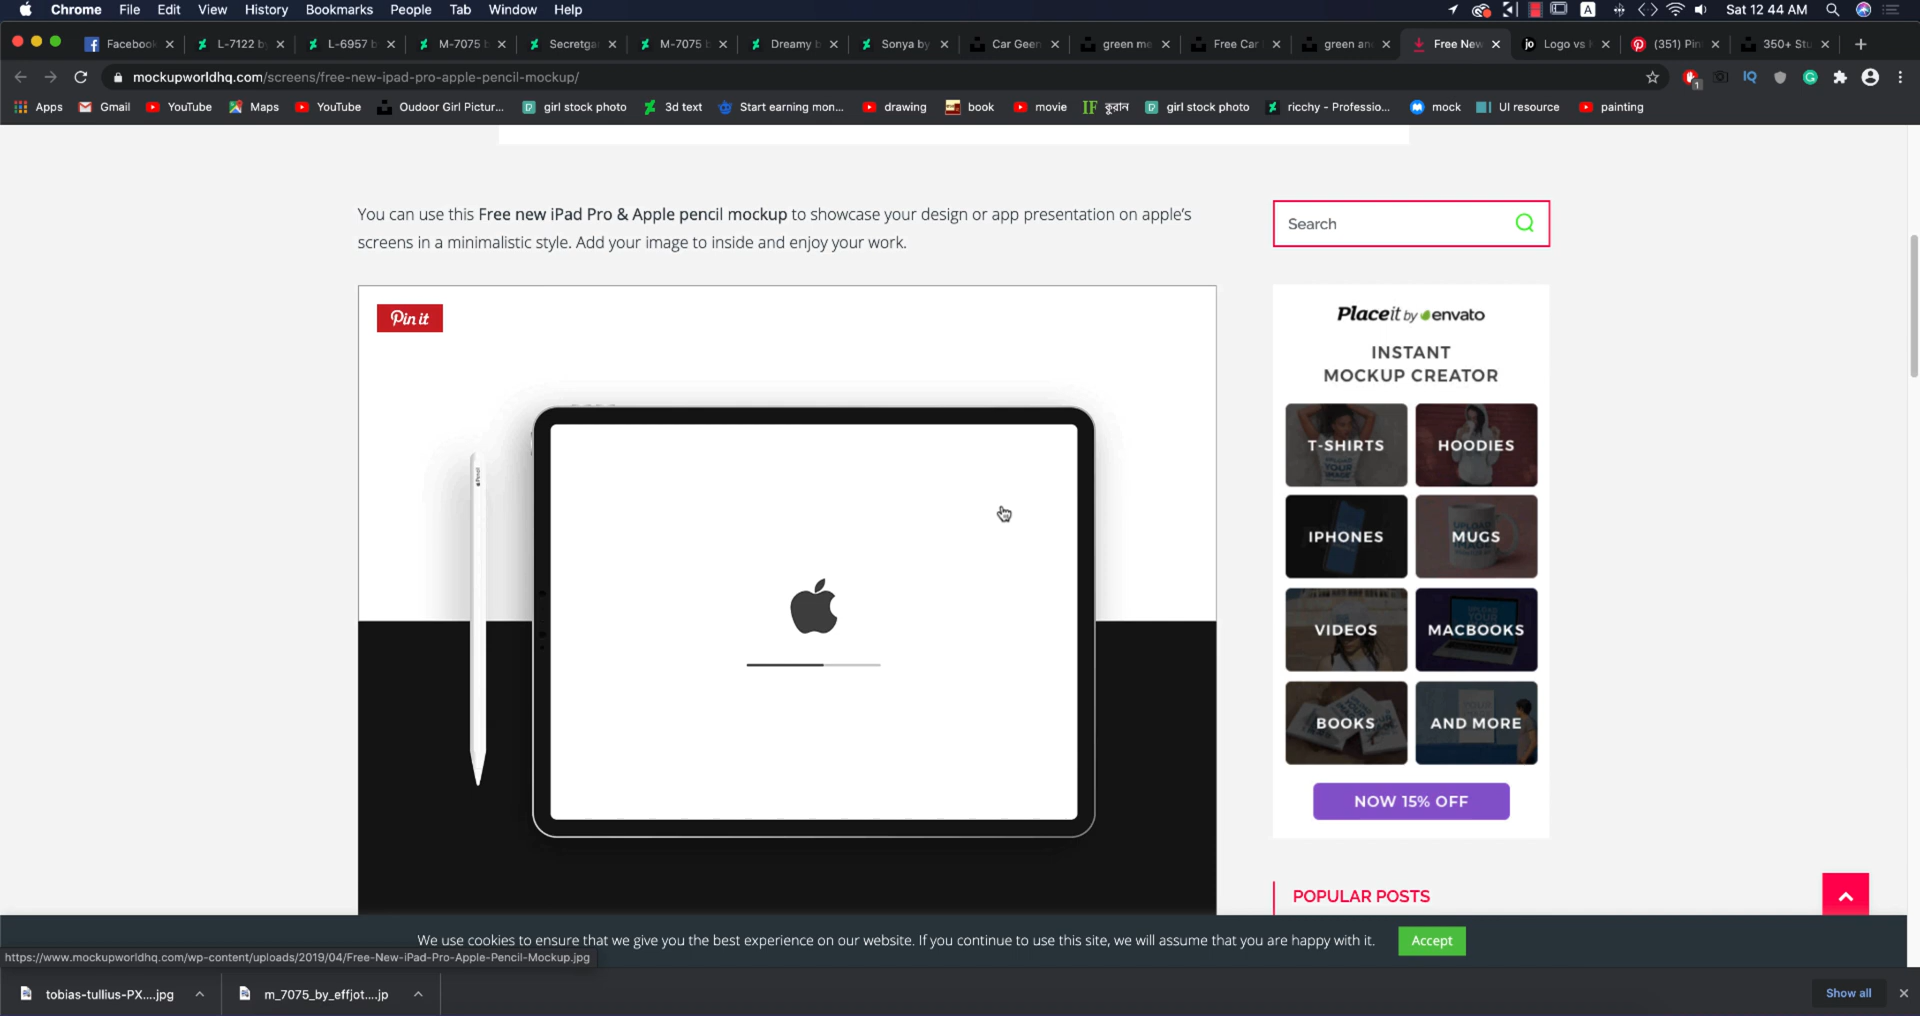 Chrome File Edit View History Bookmarks People Tab Window Help
A Sat 12 44 AM
Facebook L-7122 b L-6957 b M-7075 b Secretga M-7075 b Dreamy b Sonya by Car Geen green me Free Car green an Free New jo Logo vs (351) Pin 350+ Stu
mockupworldhq.com/screens/free-new-ipad-pro-apple-pencil-mockup/
1 IQ
Apps Gmail YouTube Maps YouTube Oudoor Girl Pictur... girl stock photo 3d text Start earning mon... drawing book movie IF কুরান girl stock photo ricchy - Professio... mock UI resource painting
You can use this Free new iPad Pro & Apple pencil mockup to showcase your design or app presentation on apple's
screens in a minimalistic style. Add your image to inside and enjoy your work.
Search
Pin it
Pencil
Placeit by envato
INSTANT
MOCKUP CREATOR
T-SHIRTS HOODIES
IPHONES MUGS
VIDEOS MACBOOKS
BOOKS AND MORE
NOW 15% OFF
POPULAR POSTS
We use cookies to ensure that we give you the best experience on our website. If you continue to use this site, we will assume that you are happy with it. Accept
https://www.mockupworldhq.com/wp-content/uploads/2019/04/Free-New-iPad-Pro-Apple-Pencil-Mockup.jpg
tobias-tullius-PX....jpg m_7075_by_effjot....jp Show all